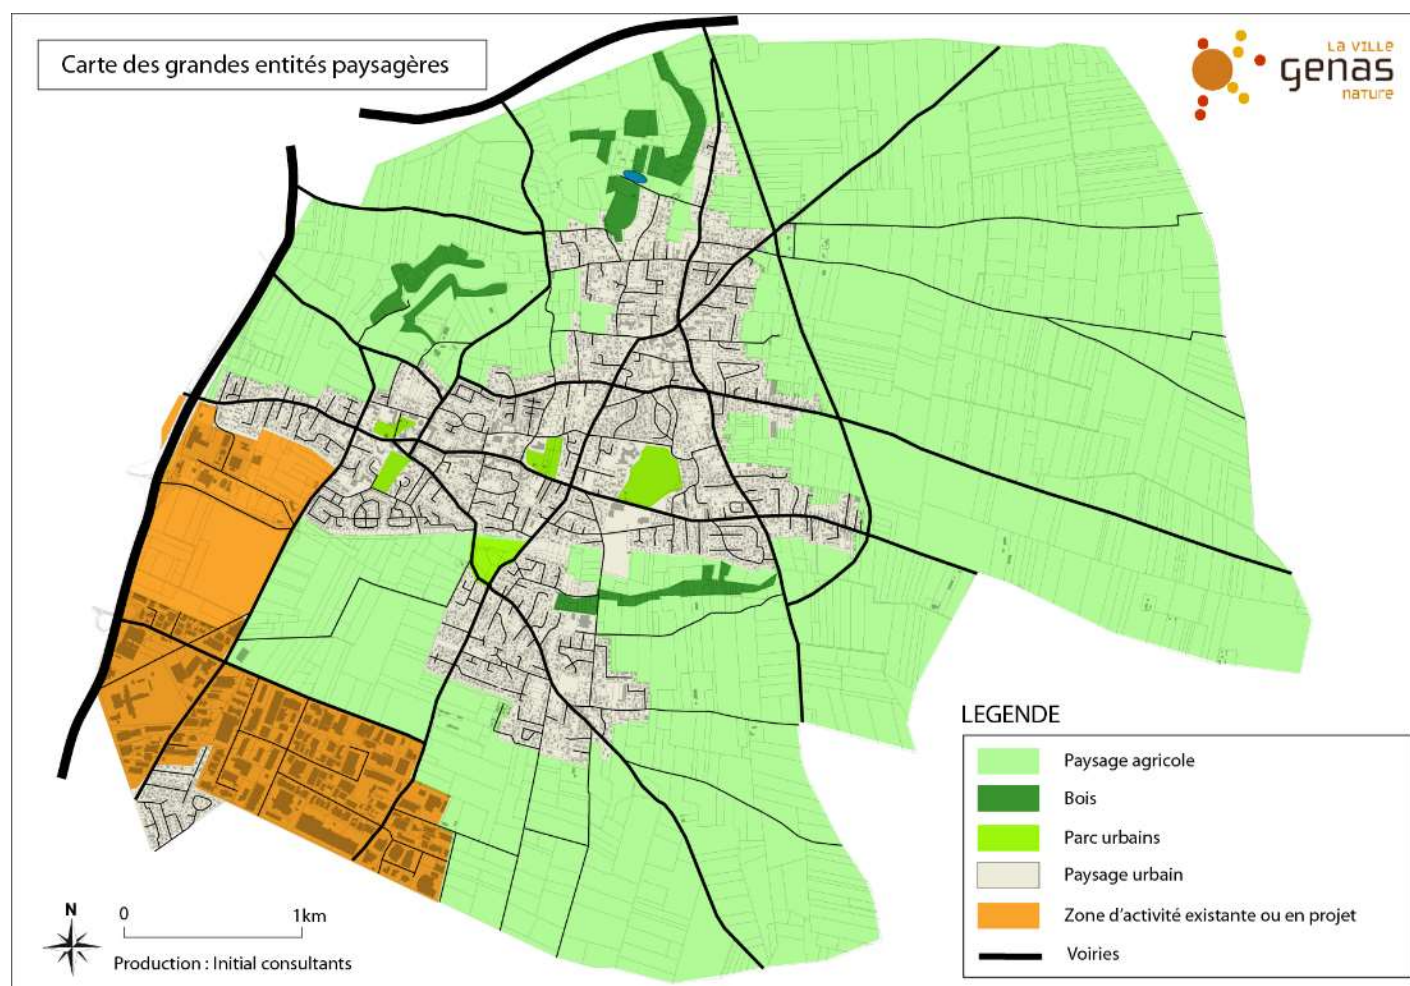 Carte des grandes entités paysagères
LA VILLE
genas
nature
LEGENDE
Paysage agricole
Bois
Parc urbains
Paysage urbain
Zone d'activité existante ou en projet
Voiries
N
0
1km
Production : Initial consultants